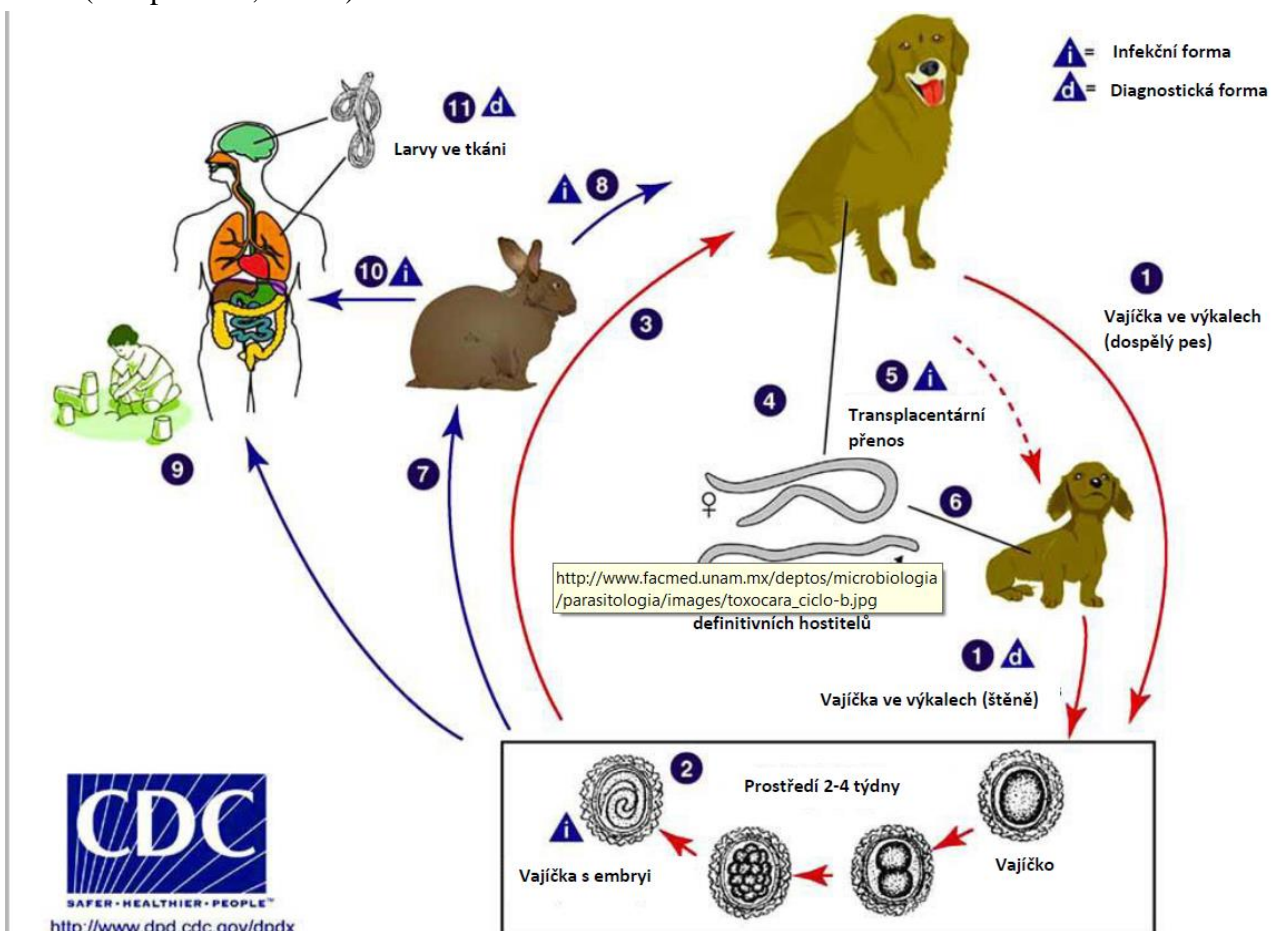 i = Infekční forma
d = Diagnostická forma
11 d
Larvy ve tkáni
i 8
10 i
3
1
Vajíčka ve výkalech
(dospělý pes)
5 i
4
Transplacentární
přenos
9
7
♀
6
http://www.facmed.unam.mx/deptos/microbiologia
/parasitologia/images/toxocara_ciclo-b.jpg
definitivních hostitelů
1 d
Vajíčka ve výkalech (štěně)
2
Prostředí 2-4 týdny
i
Vajíčka s embryi
Vajíčko
CDC
SAFER·HEALTHIER·PEOPLE™
http://www.dpd.cdc.gov/dpdx